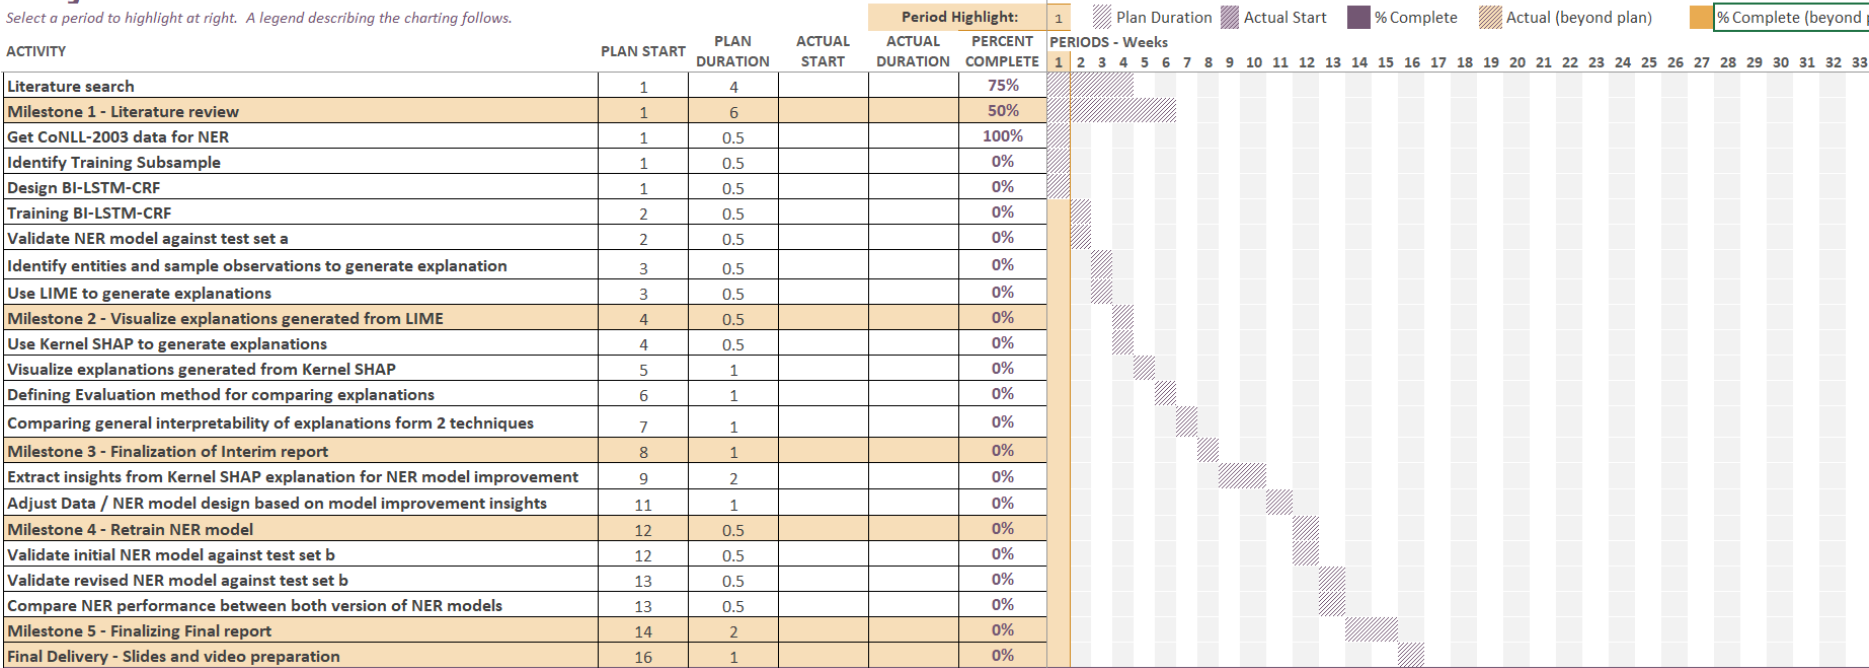 Select a period to highlight at right. A legend describing the charting follows.
Period Highlight: 1 Plan Duration Actual Start % Complete Actual (beyond plan) % Complete (beyond
ACTIVITY PLAN START PLAN DURATION ACTUAL START ACTUAL DURATION PERCENT COMPLETE PERIODS - Weeks
1 2 3 4 5 6 7 8 9 10 11 12 13 14 15 16 17 18 19 20 21 22 23 24 25 26 27 28 29 30 31 32 33
Literature search 1 4 75%
Milestone 1 - Literature review 1 6 50%
Get CoNLL-2003 data for NER 1 0.5 100%
Identify Training Subsample 1 0.5 0%
Design BI-LSTM-CRF 1 0.5 0%
Training BI-LSTM-CRF 2 0.5 0%
Validate NER model against test set a 2 0.5 0%
Identify entities and sample observations to generate explanation 3 0.5 0%
Use LIME to generate explanations 3 0.5 0%
Milestone 2 - Visualize explanations generated from LIME 4 0.5 0%
Use Kernel SHAP to generate explanations 4 0.5 0%
Visualize explanations generated from Kernel SHAP 5 1 0%
Defining Evaluation method for comparing explanations 6 1 0%
Comparing general interpretability of explanations form 2 techniques 7 1 0%
Milestone 3 - Finalization of Interim report 8 1 0%
Extract insights from Kernel SHAP explanation for NER model improvement 9 2 0%
Adjust Data / NER model design based on model improvement insights 11 1 0%
Milestone 4 - Retrain NER model 12 0.5 0%
Validate initial NER model against test set b 12 0.5 0%
Validate revised NER model against test set b 13 0.5 0%
Compare NER performance between both version of NER models 13 0.5 0%
Milestone 5 - Finalizing Final report 14 2 0%
Final Delivery - Slides and video preparation 16 1 0%